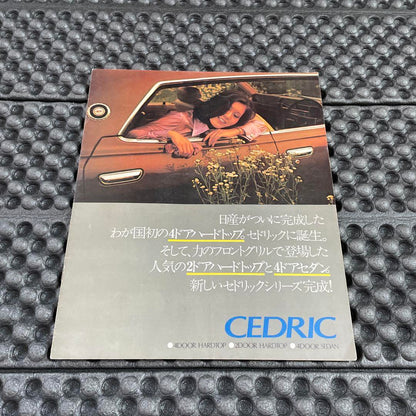 日産がついに完成した
わが国初の4ドアハードトップ、セドリックに誕生。
そして、力のフロントグリルで登場した
人気の2ドアハードトップと4ドアセダン。
新しいセドリックシリーズ完成!
CEDRIC
●4DOOR HARDTOP ●2DOOR HARDTOP ●4DOOR SEDAN